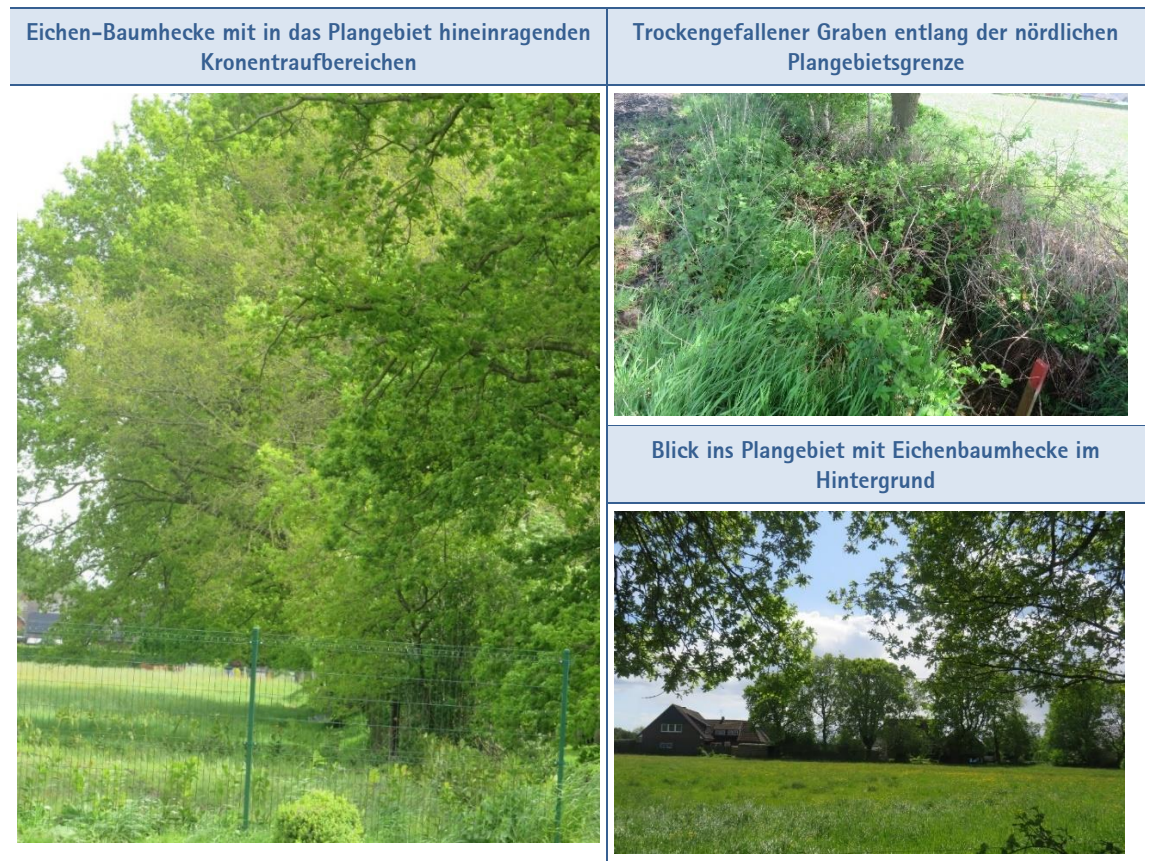 Eichen-Baumhecke mit in das Plangebiet hineinragenden
Kronentraufbereichen
Trockengefallener Graben entlang der nördlichen
Plangebietsgrenze
Blick ins Plangebiet mit Eichenbaumhecke im
Hintergrund